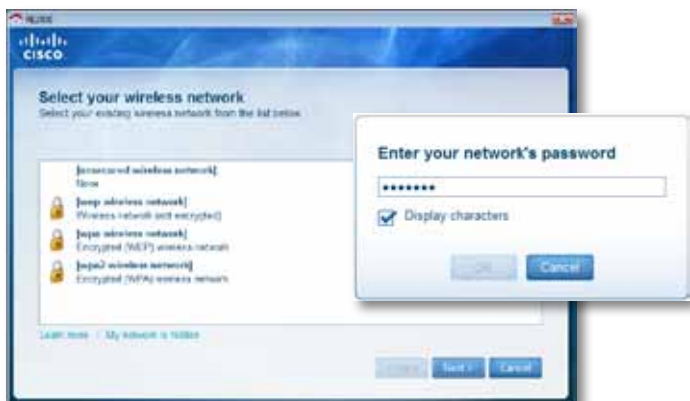 CISCO
Select your wireless network
Select your existing wireless network from the list below
[unsecured wireless network]
None
[wep wireless network]
Wireless network (not encrypted)
[wpa wireless network]
Encrypted (WEP) wireless network
[wpa2 wireless network]
Encrypted (WPA) wireless network
Learn more | My network is hidden
Next > Cancel
Enter your network's password
•••••••
Display characters
OK Cancel